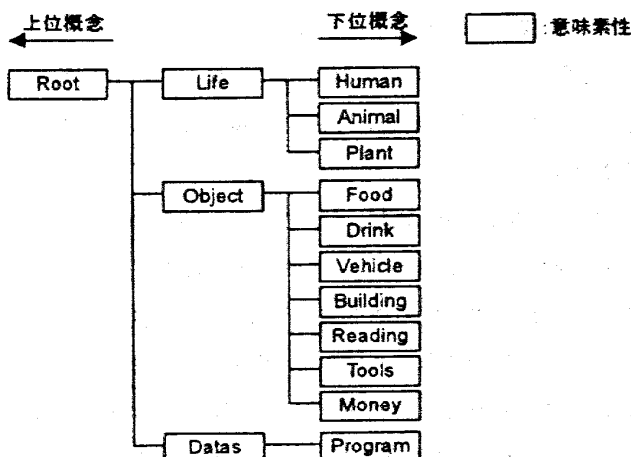 上位概念
下位概念
:意味素性
Root
Life
Human
Animal
Plant
Object
Food
Drink
Vehicle
Building
Reading
Tools
Money
Datas
Program